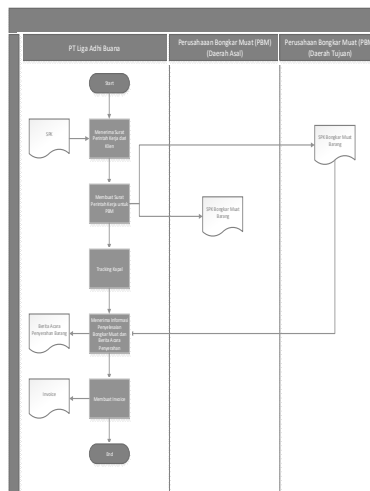 PT Liga Adhi Buana
Perusahaaan Bongkar Muat (PBM)
(Daerah Asal)
Perusahaan Bongkar Muat (PBM)
(Daerah Tujuan)
Start
SPK
Menerima Surat
Perintah Kerja dari
Klien
SPK Bongkar Muat
Barang
Membuat Surat
Perintah Kerja untuk
PBM
SPK Bongkar Muat
Barang
Tracking Kapal
Berita Acara
Penyerahan Barang
Menerima Informasi
Penyelesaian
Bongkar Muat dan
Berita Acara
Penyerahan
Invoice
Membuat Invoice
End